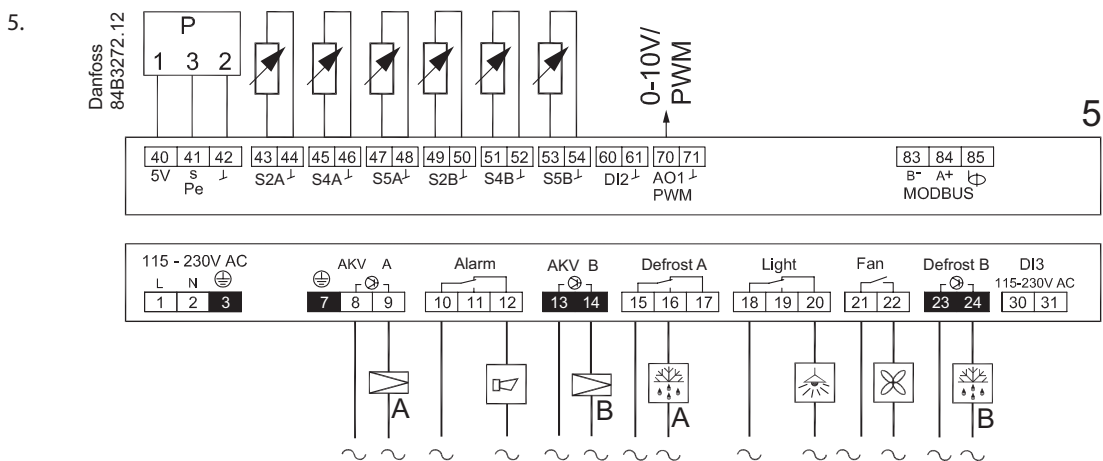 5.
Danfoss
84B3272.12
P
1 3 2
0-10V/
PWM
5
40 41 42 43 44 45 46 47 48 49 50 51 52 53 54 60 61 70 71 83 84 85
5V s S2A S4A S5A S2B S4B S5B DI2 AO1 B- A+
Pe PWM MODBUS
115 - 230V AC AKV A Alarm AKV B Defrost A Light Fan Defrost B DI3
L N 115-230V AC
1 2 3 7 8 9 10 11 12 13 14 15 16 17 18 19 20 21 22 23 24 30 31
A B A B